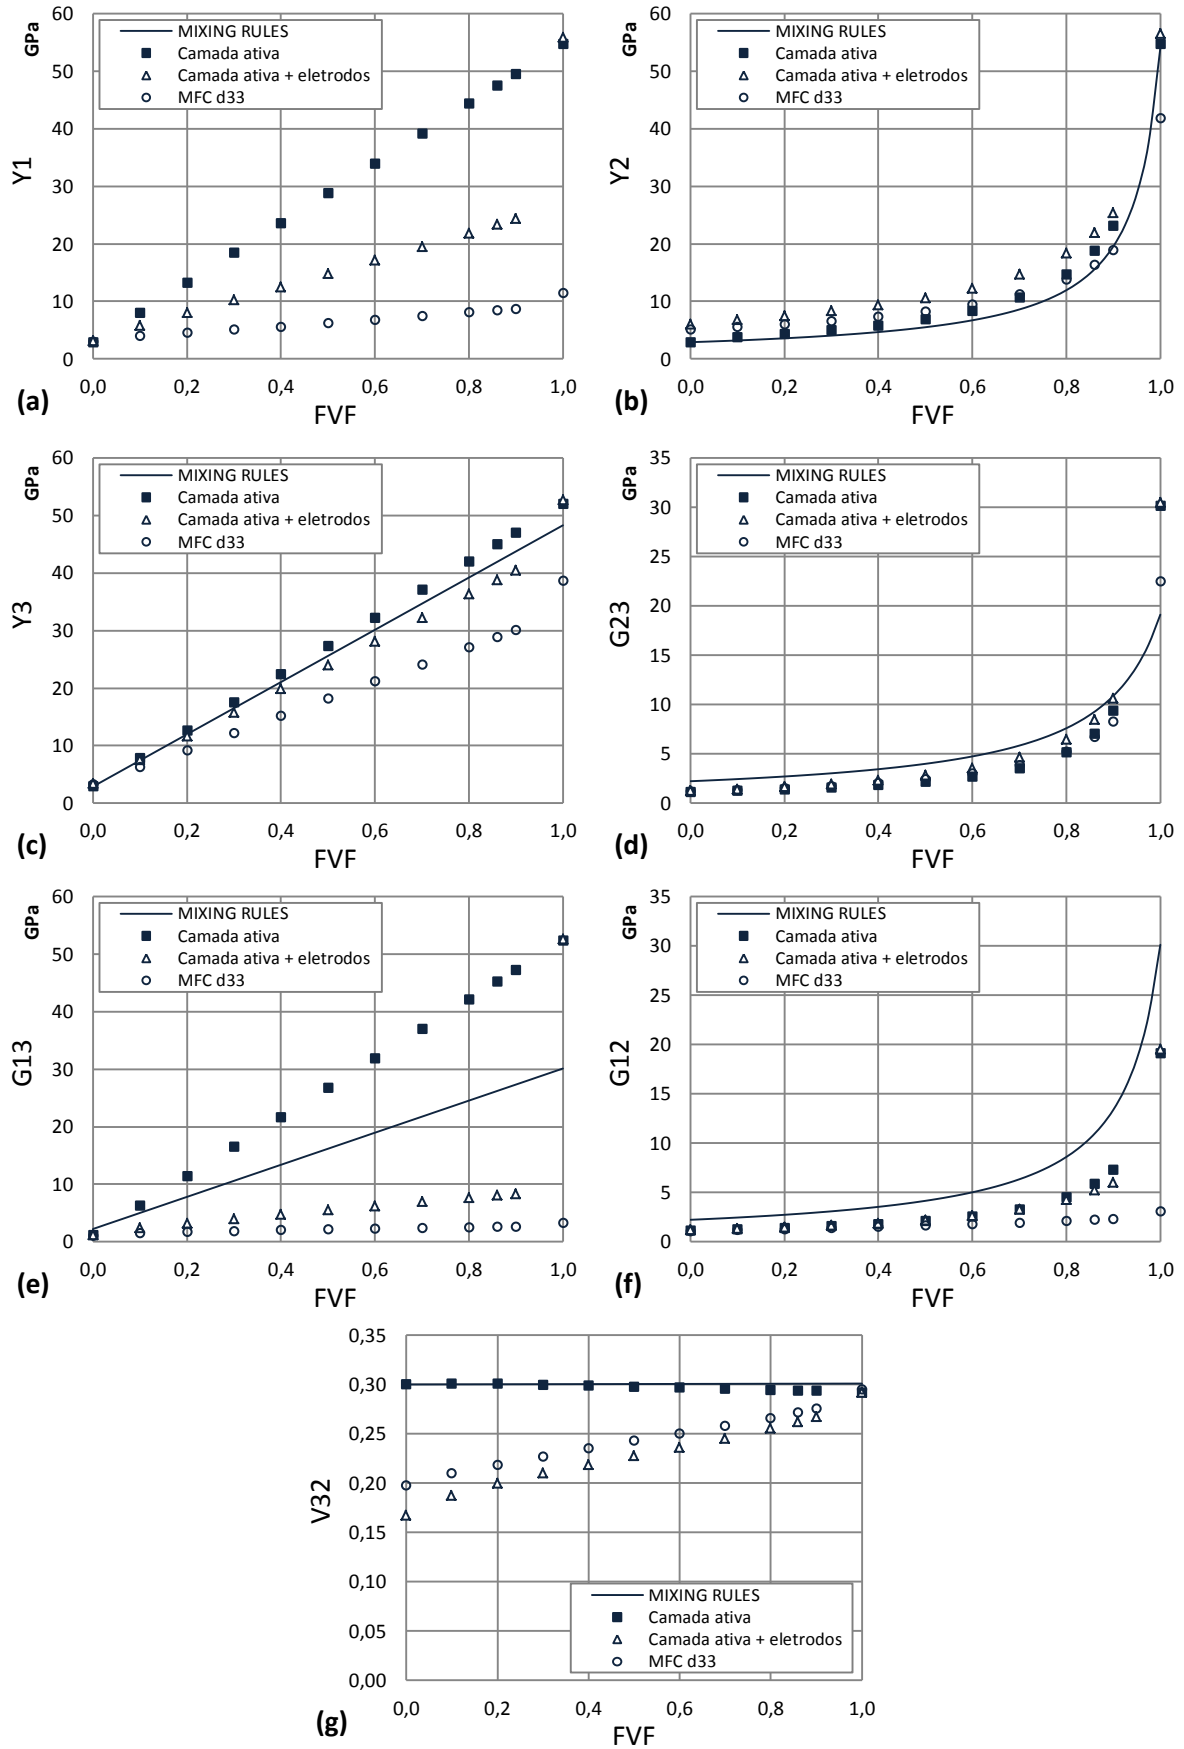 60
50
40
30
20
10
0
GPa
Y1
MIXING RULES
Camada ativa
Camada ativa + eletrodos
MFC d33
0,0 0,2 0,4 0,6 0,8 1,0
(a)
FVF
60
50
40
30
20
10
0
GPa
Y2
MIXING RULES
Camada ativa
Camada ativa + eletrodos
MFC d33
0,0 0,2 0,4 0,6 0,8 1,0
(b)
FVF
60
50
40
30
20
10
0
GPa
Y3
MIXING RULES
Camada ativa
Camada ativa + eletrodos
MFC d33
0,0 0,2 0,4 0,6 0,8 1,0
(c)
FVF
35
30
25
20
15
10
5
0
GPa
G23
MIXING RULES
Camada ativa
Camada ativa + eletrodos
MFC d33
0,0 0,2 0,4 0,6 0,8 1,0
(d)
FVF
60
50
40
30
20
10
0
GPa
G13
MIXING RULES
Camada ativa
Camada ativa + eletrodos
MFC d33
0,0 0,2 0,4 0,6 0,8 1,0
(e)
FVF
35
30
25
20
15
10
5
0
GPa
G12
MIXING RULES
Camada ativa
Camada ativa + eletrodos
MFC d33
0,0 0,2 0,4 0,6 0,8 1,0
(f)
FVF
0,35
0,30
0,25
0,20
0,15
0,10
0,05
0,00
V32
MIXING RULES
Camada ativa
Camada ativa + eletrodos
MFC d33
0,0 0,2 0,4 0,6 0,8 1,0
(g)
FVF